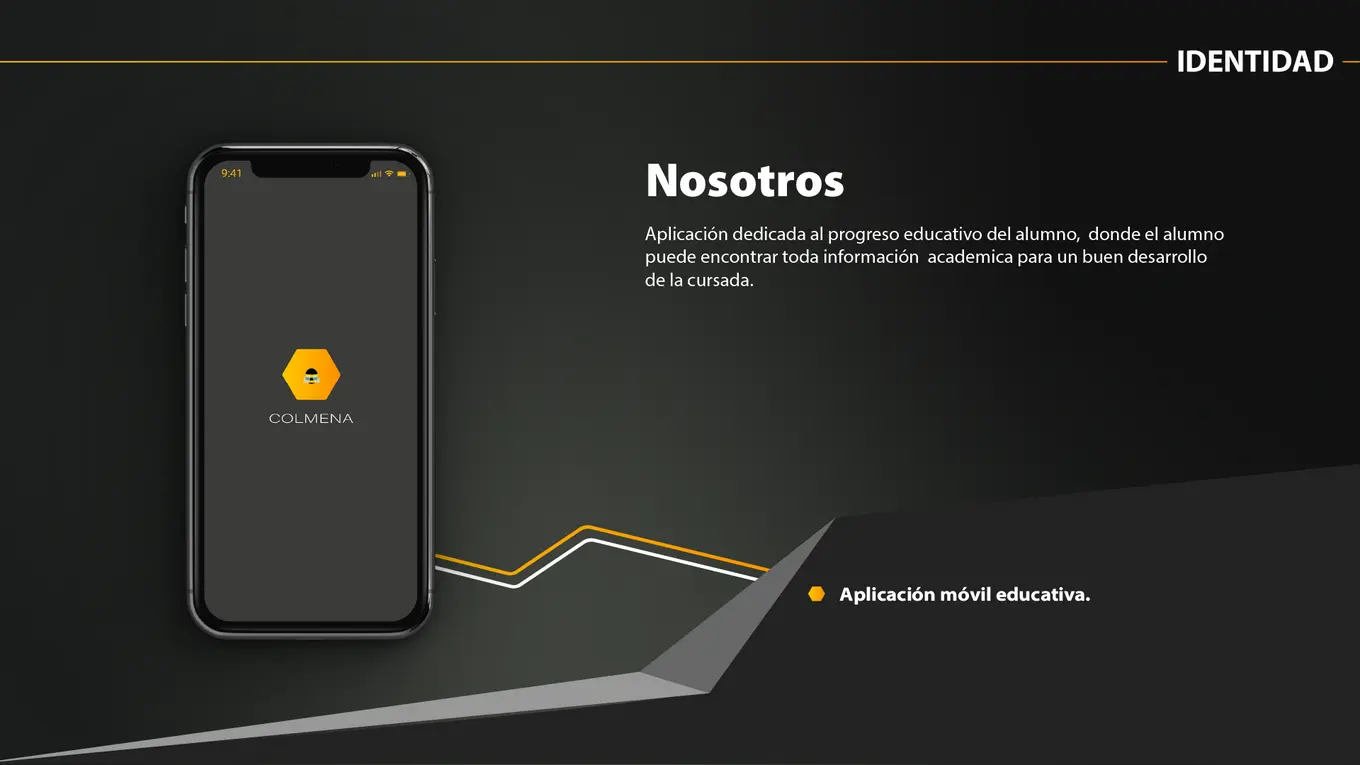 IDENTIDAD
9:41
Nosotros
Aplicación dedicada al progreso educativo del alumno,  donde el alumno
puede encontrar toda información  academica para un buen desarrollo
de la cursada.
COLMENA
Aplicación móvil educativa.